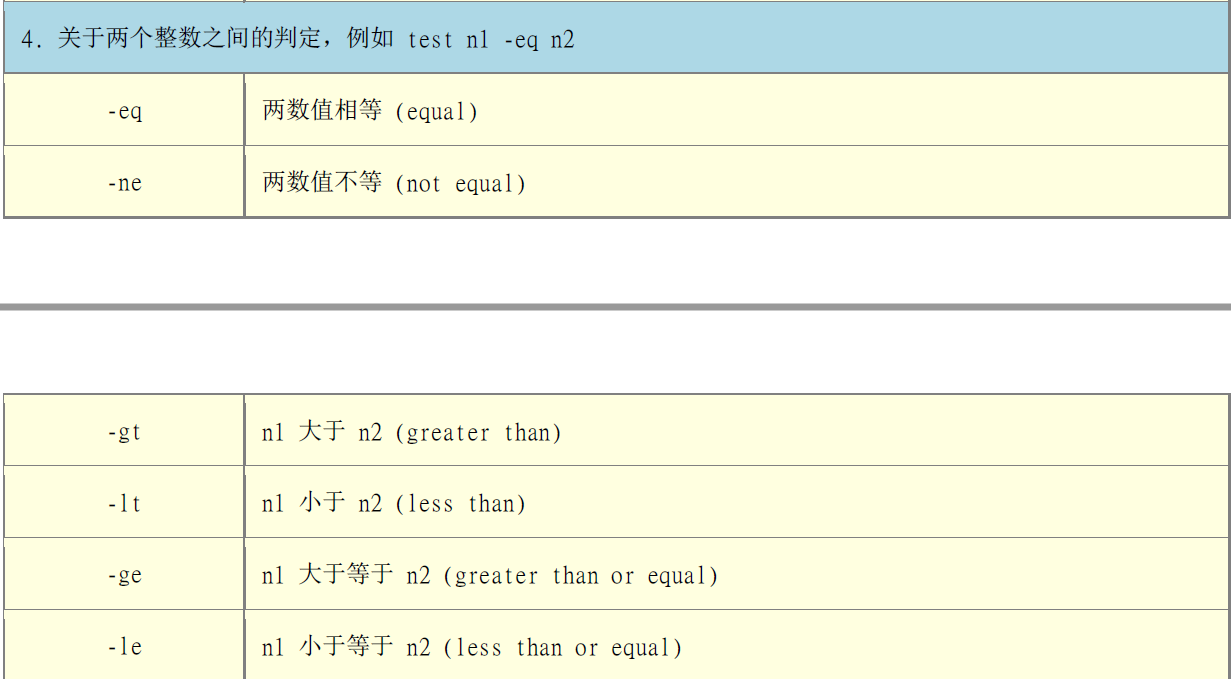 4. 关于两个整数之间的判定，例如 test n1 -eq n2
-eq 两数值相等 (equal)
-ne 两数值不等 (not equal)
-gt n1 大于 n2 (greater than)
-lt n1 小于 n2 (less than)
-ge n1 大于等于 n2 (greater than or equal)
-le n1 小于等于 n2 (less than or equal)